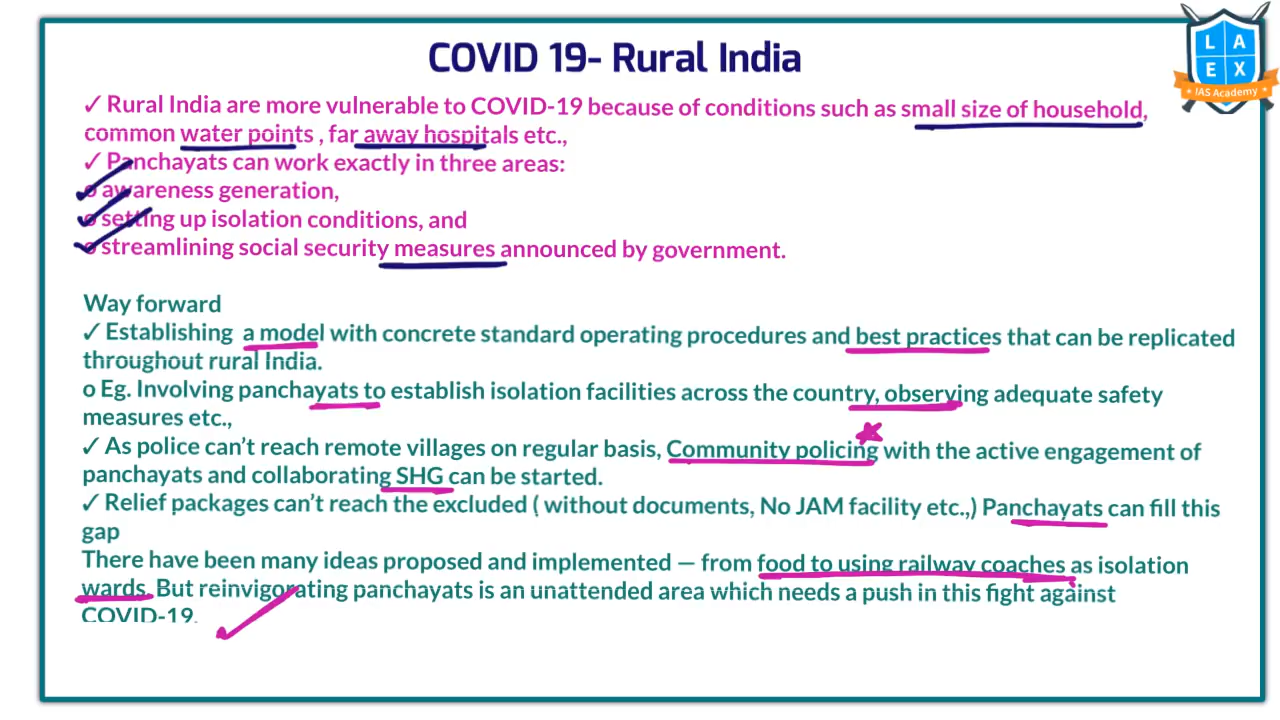 COVID 19- Rural India
L A
E X
IAS Academy
✓ Rural India are more vulnerable to COVID-19 because of conditions such as small size of household,
common water points , far away hospitals etc.,
✓ Panchayats can work exactly in three areas:
o awareness generation,
o setting up isolation conditions, and
o streamlining social security measures announced by government.
Way forward
✓ Establishing a model with concrete standard operating procedures and best practices that can be replicated
throughout rural India.
o Eg. Involving panchayats to establish isolation facilities across the country, observing adequate safety
measures etc.,
✓ As police can't reach remote villages on regular basis, Community policing with the active engagement of
panchayats and collaborating SHG can be started.
✓ Relief packages can't reach the excluded ( without documents, No JAM facility etc.,) Panchayats can fill this
gap
There have been many ideas proposed and implemented — from food to using railway coaches as isolation
wards. But reinvigorating panchayats is an unattended area which needs a push in this fight against
COVID-19.